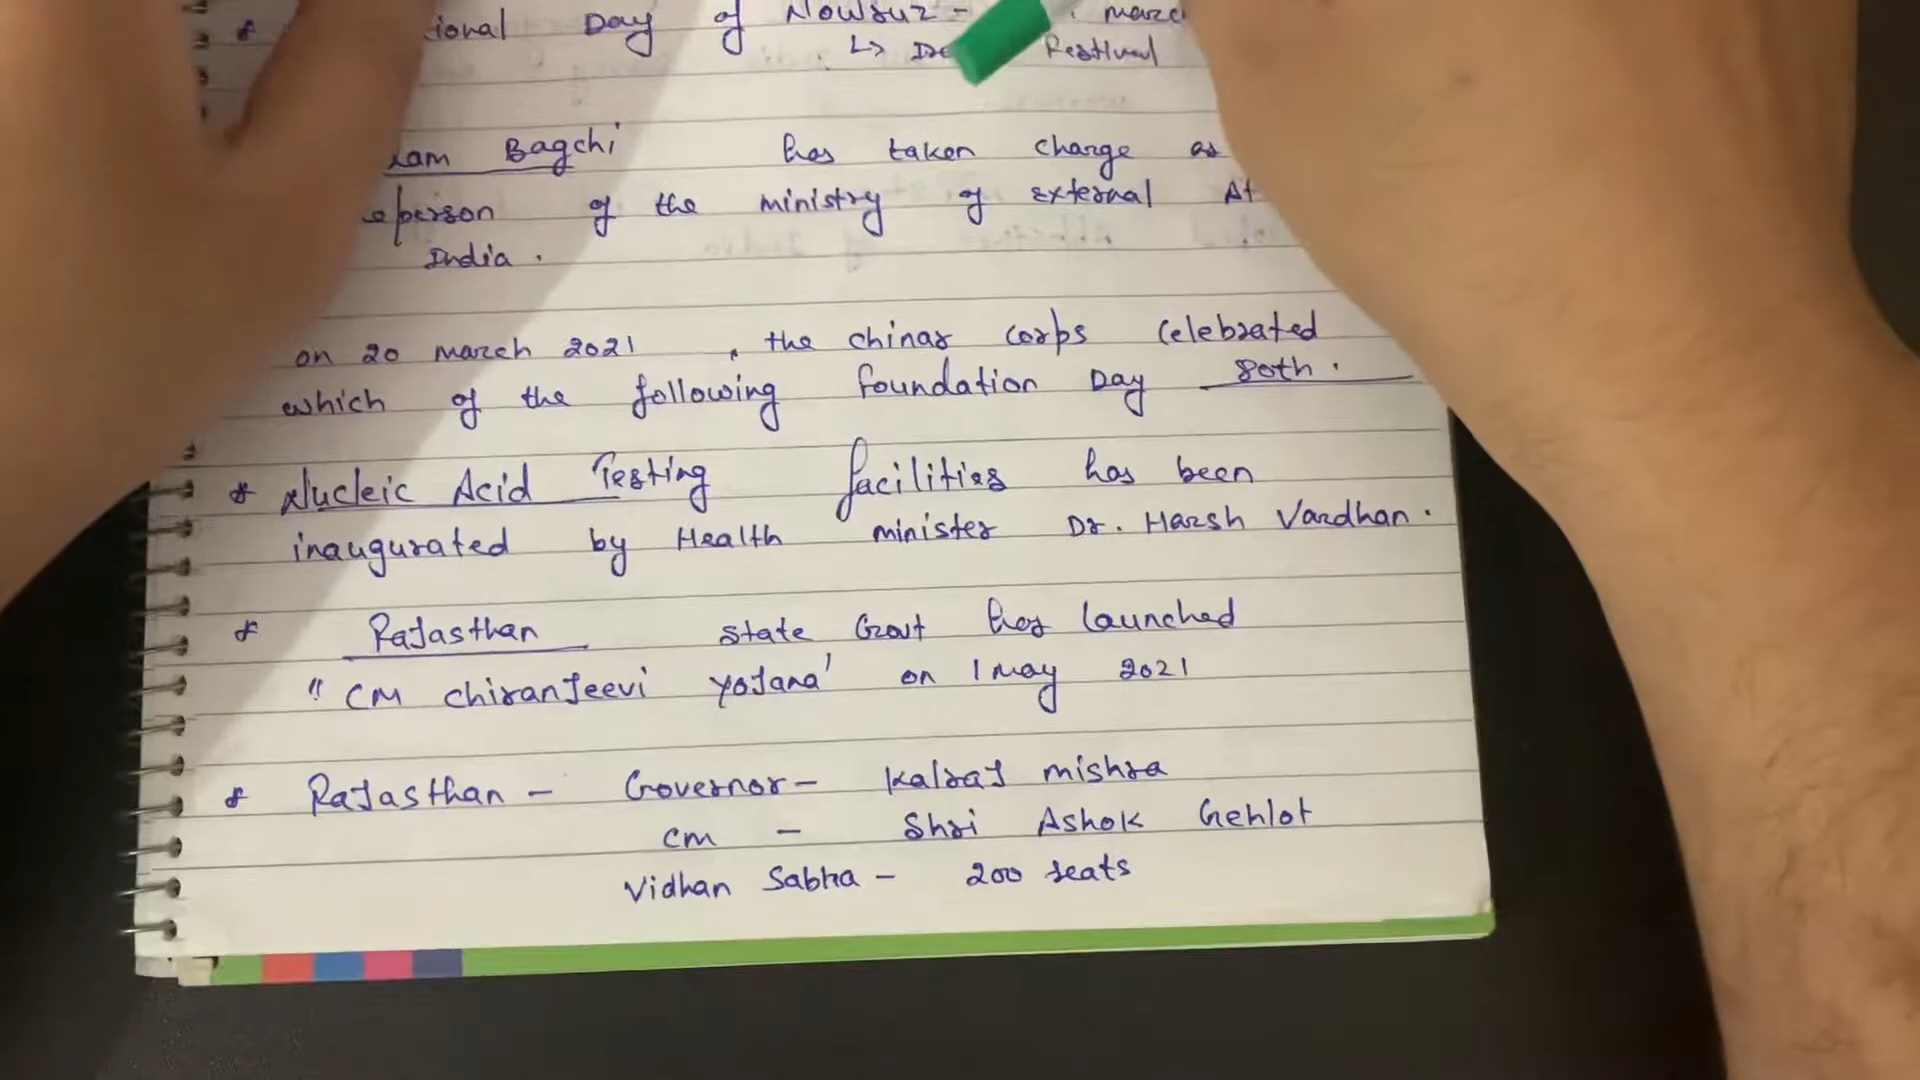 Day of Nowruz -
Festival
Bagchi has taken charge as
of the ministry of external
India.
on 20 march 2021, the chinar corps celebrated
which of the following foundation Day 80th.
* Nucleic Acid Testing facilities has been
inaugurated by Health minister Dr. Harsh Vardhan.
* Rajasthan state Govt has launched
"CM chiranjeevi yojana' on 1 may 2021
* Rajasthan - Governor - Kalraj mishra
CM - Shri Ashok Gehlot
Vidhan Sabha - 200 seats